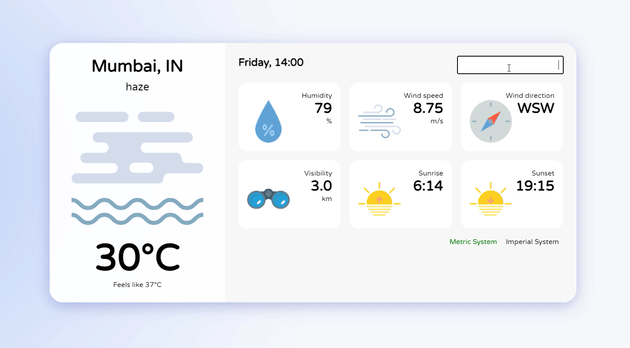 Mumbai, IN
haze
30°C
Feels like 37°C
Friday, 14:00
Humidity
79
%
%
Wind speed
8.75
m/s
Wind direction
WSW
Visibility
3.0
km
Sunrise
6:14
Sunset
19:15
Metric System Imperial System